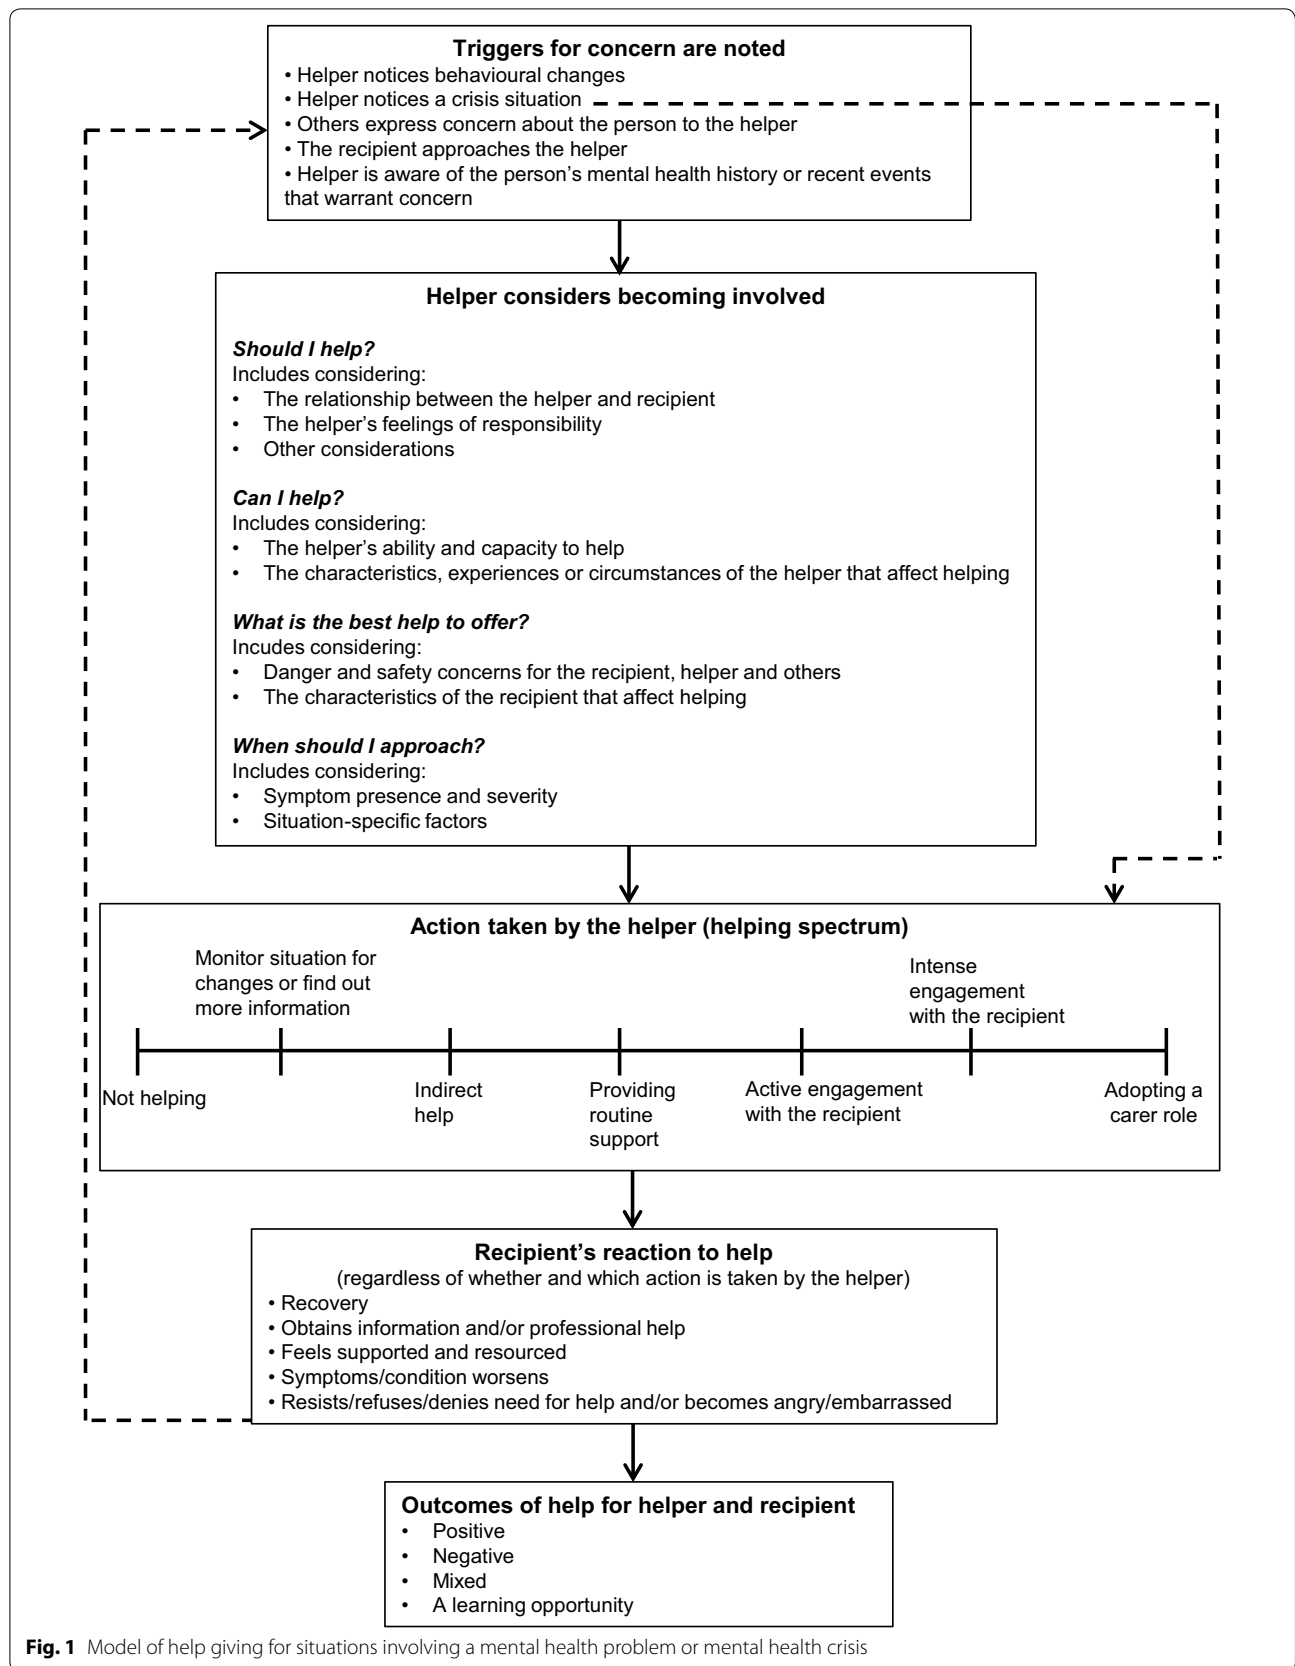 Triggers for concern are noted
• Helper notices behavioural changes
• Helper notices a crisis situation
• Others express concern about the person to the helper
• The recipient approaches the helper
• Helper is aware of the person's mental health history or recent events
that warrant concern
Helper considers becoming involved
Should I help?
Includes considering:
• The relationship between the helper and recipient
• The helper's feelings of responsibility
• Other considerations
Can I help?
Includes considering:
• The helper's ability and capacity to help
• The characteristics, experiences or circumstances of the helper that affect helping
What is the best help to offer?
Incudes considering:
• Danger and safety concerns for the recipient, helper and others
• The characteristics of the recipient that affect helping
When should I approach?
Includes considering:
• Symptom presence and severity
• Situation-specific factors
Action taken by the helper (helping spectrum)
Monitor situation for
changes or find out
more information
Intense
engagement
with the recipient
Not helping
Indirect
help
Providing
routine
support
Active engagement
with the recipient
Adopting a
carer role
Recipient's reaction to help
(regardless of whether and which action is taken by the helper)
• Recovery
• Obtains information and/or professional help
• Feels supported and resourced
• Symptoms/condition worsens
• Resists/refuses/denies need for help and/or becomes angry/embarrassed
Outcomes of help for helper and recipient
• Positive
• Negative
• Mixed
• A learning opportunity
Fig. 1 Model of help giving for situations involving a mental health problem or mental health crisis